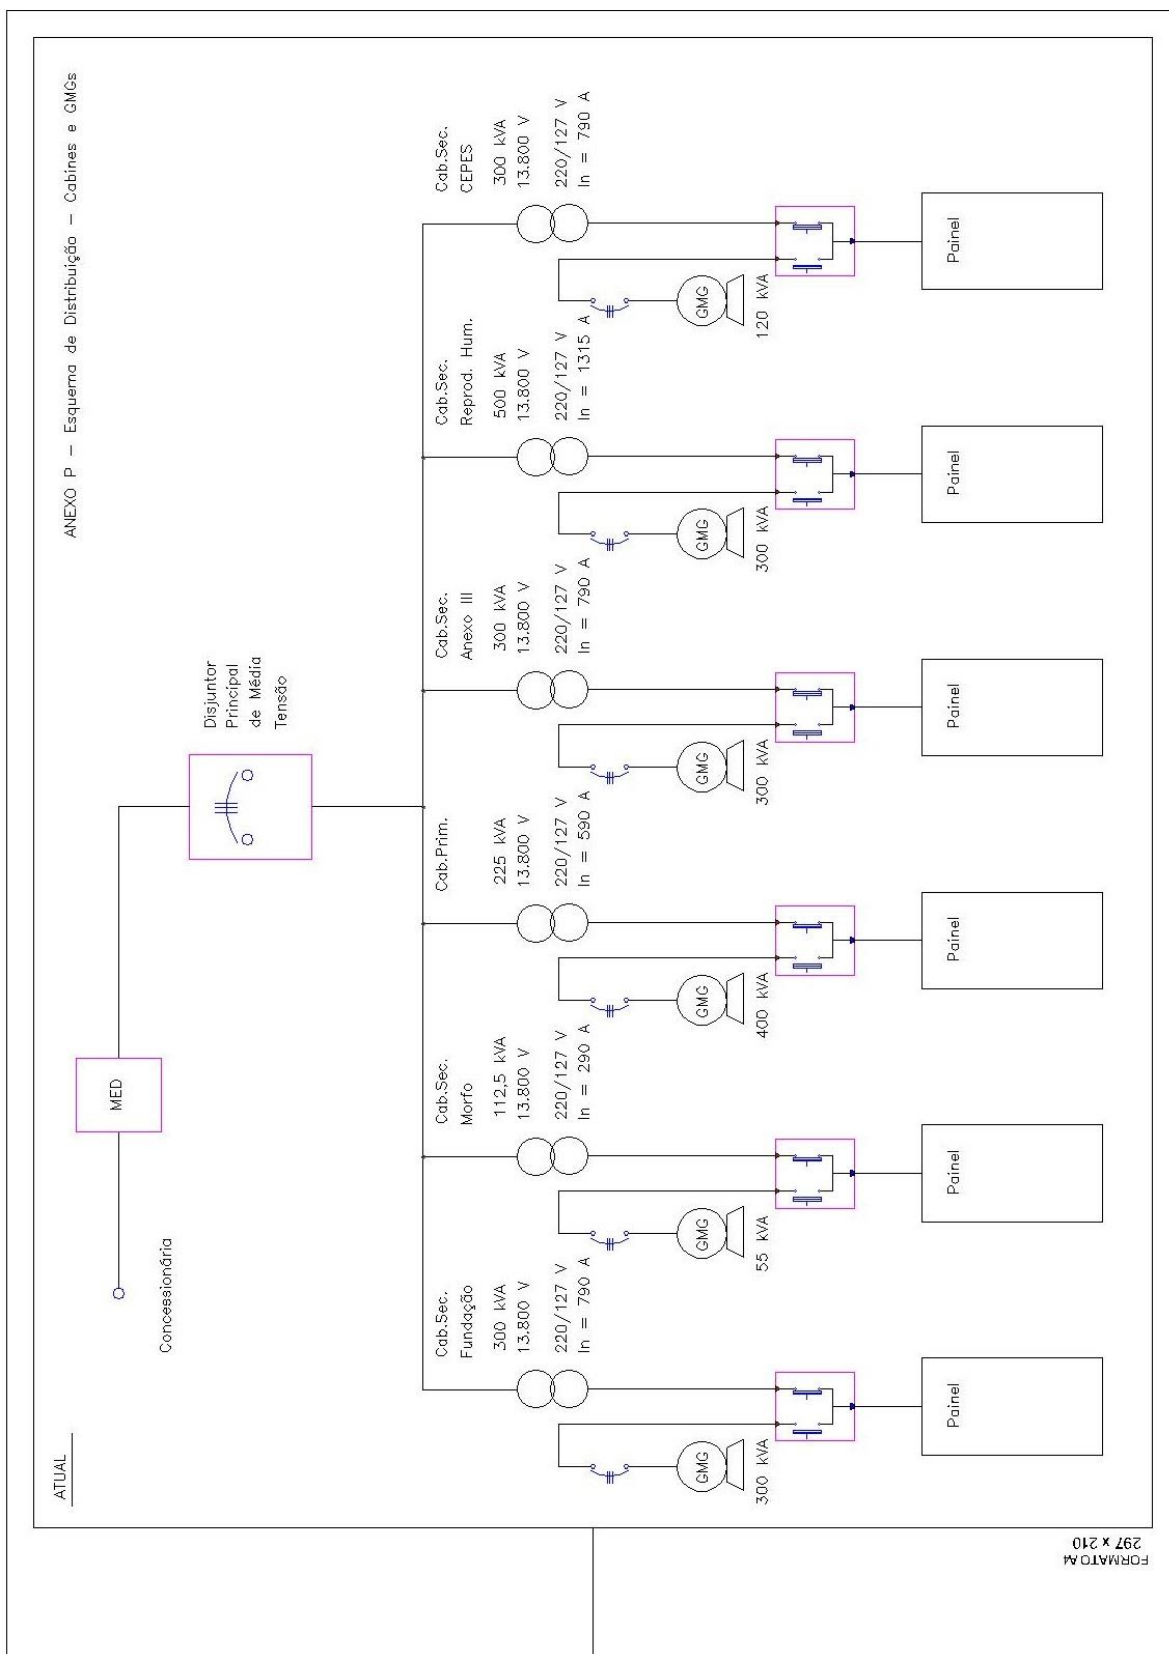 ATUAL
ANEXO P – Esquema de Distribuição – Cabines e GMGs
Concessionária
MED
Disjuntor
Principal
de Média
Tensão
Cab.Sec.
Fundação
300 kVA
13.800 V
220/127 V
In = 790 A
Cab.Sec.
Morfo
112,5 kVA
13.800 V
220/127 V
In = 290 A
Cab.Prim.
225 kVA
13.800 V
220/127 V
In = 590 A
Cab.Sec.
Anexo III
300 kVA
13.800 V
220/127 V
In = 790 A
Cab.Sec.
Reprod. Hum.
500 kVA
13.800 V
220/127 V
In = 1315 A
Cab.Sec.
CEPES
300 kVA
13.800 V
220/127 V
In = 790 A
GMG
300 kVA
GMG
55 kVA
GMG
400 kVA
GMG
300 kVA
GMG
300 kVA
GMG
120 kVA
Painel
Painel
Painel
Painel
Painel
Painel
FORMATO A4
297 x 210